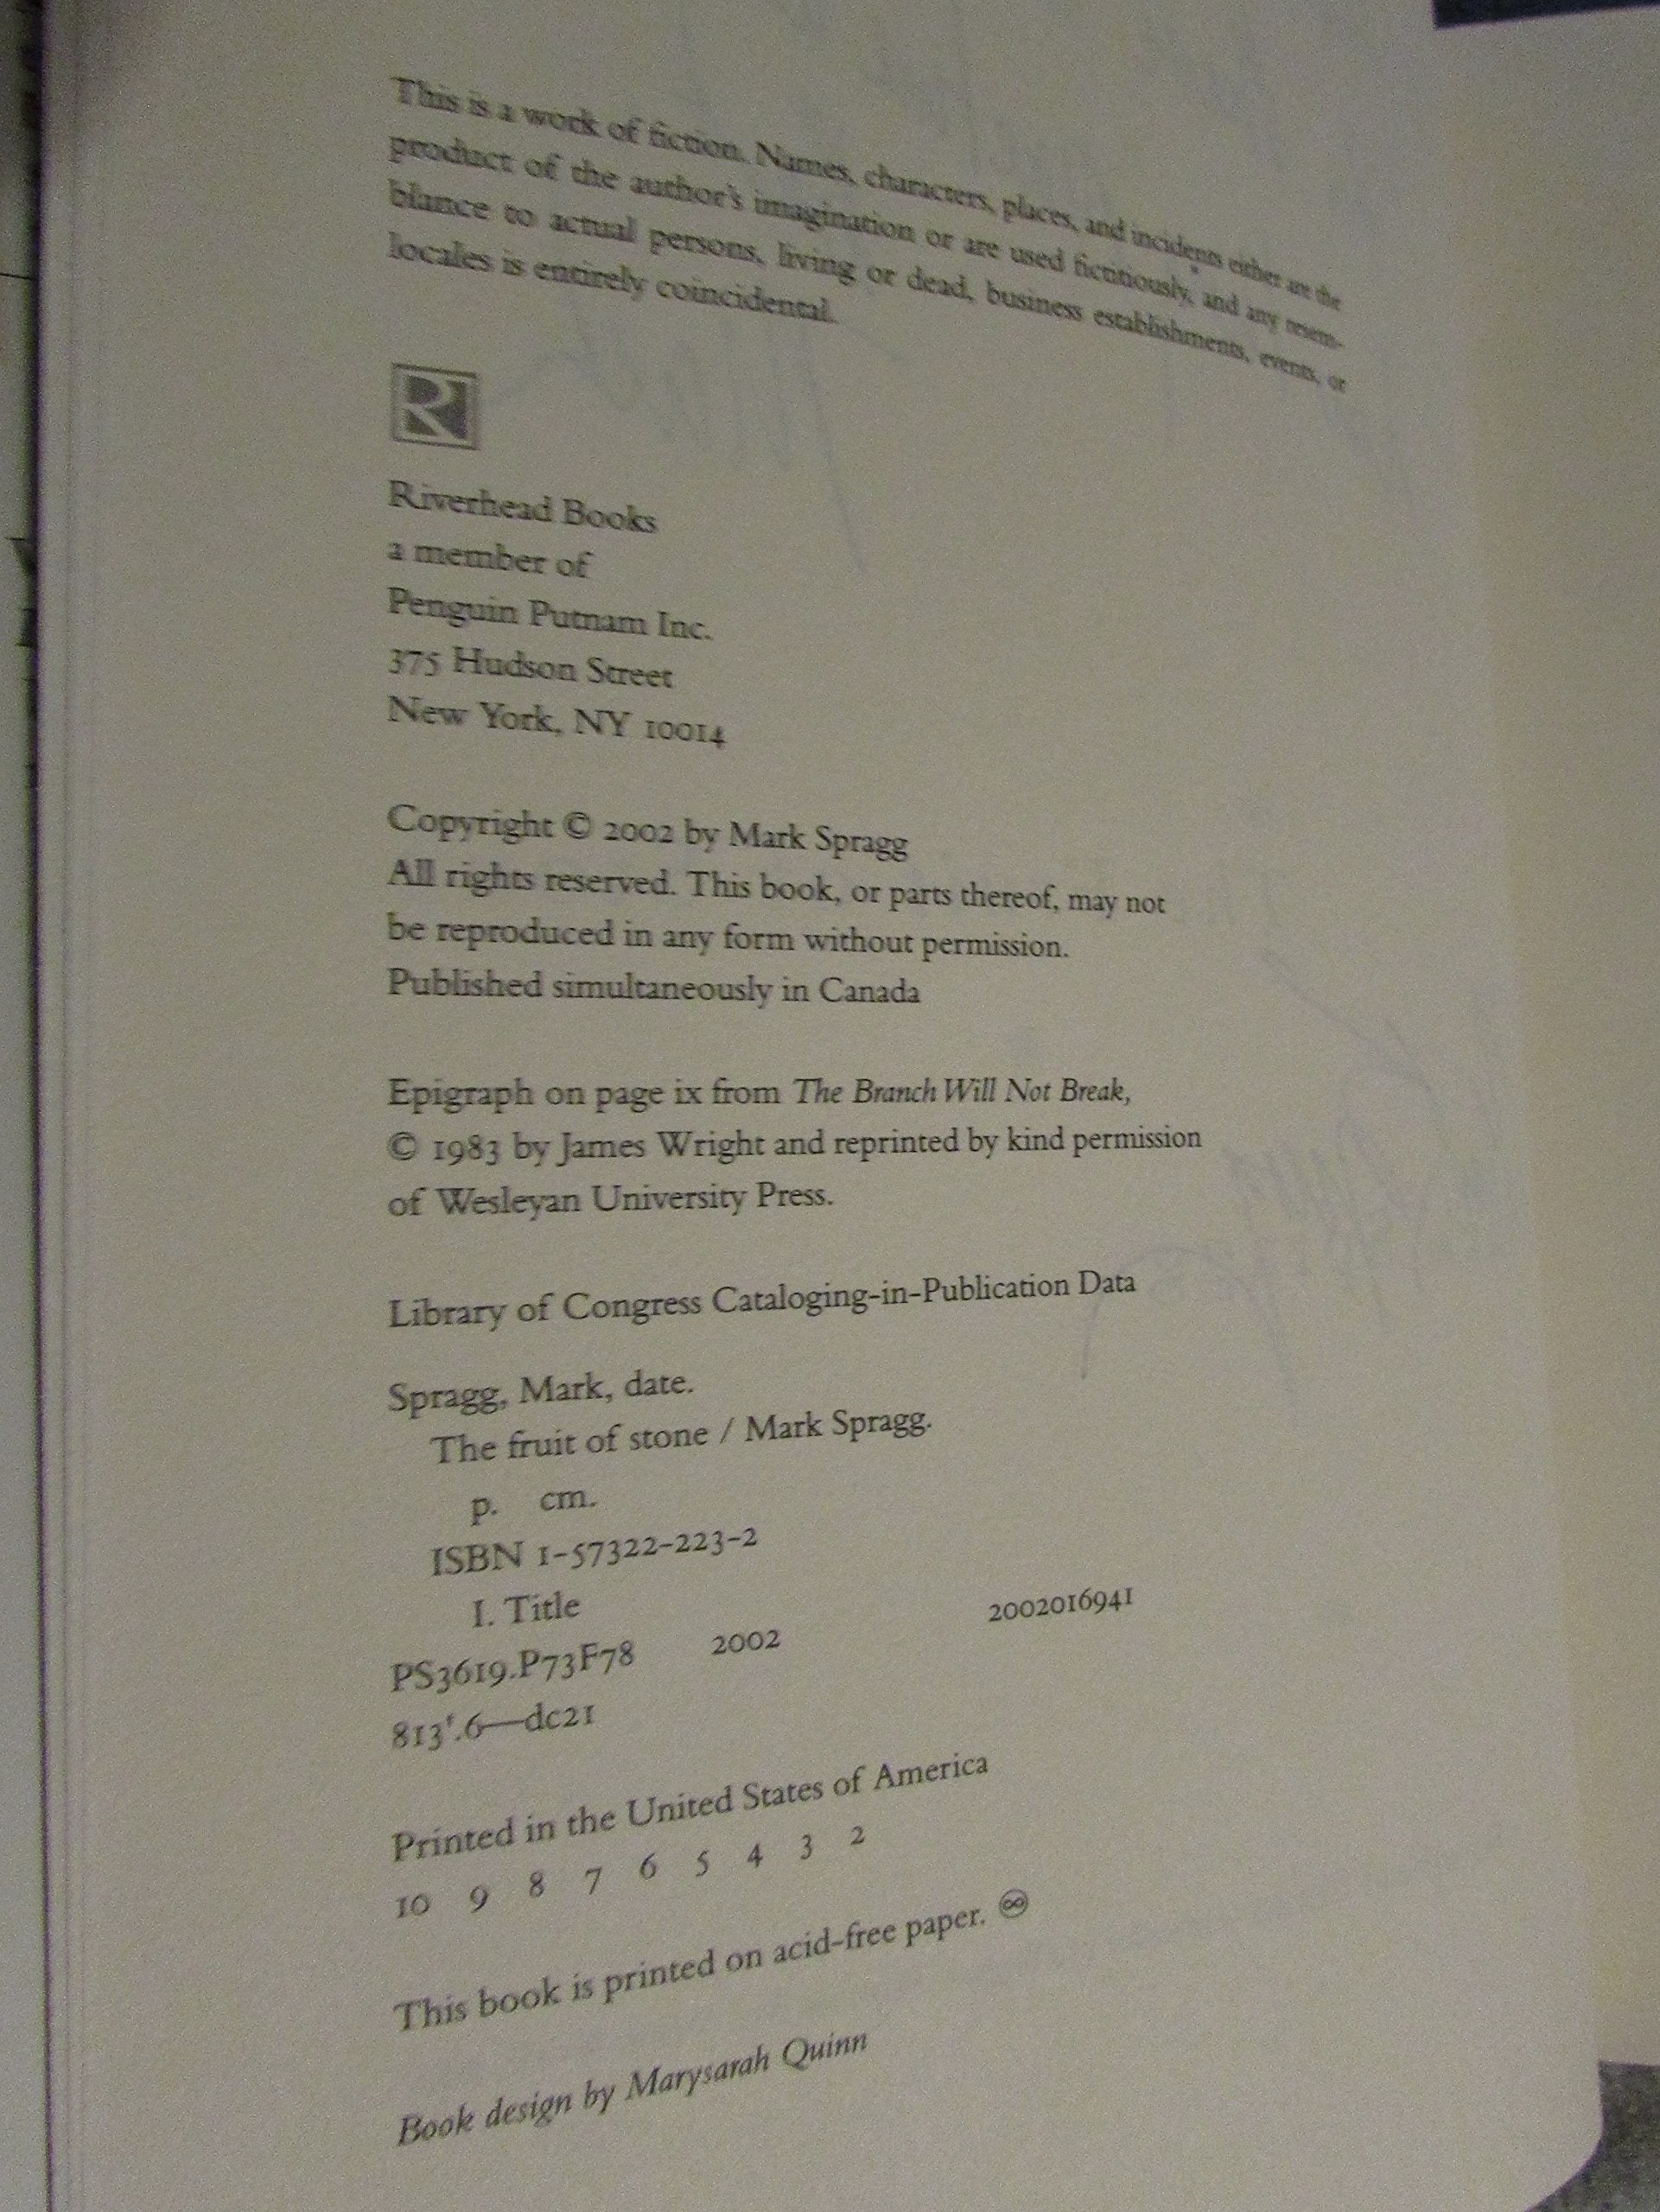 This is a work of fiction. Names, characters, places, and incidents either are the
product of the author's imagination or are used fictitiously, and any resem-
blance to actual persons, living or dead, business establishments, events, or
locales is entirely coincidental.
R
Riverhead Books
a member of
Penguin Putnam Inc.
375 Hudson Street
New York, NY 10014
Copyright © 2002 by Mark Spragg
All rights reserved. This book, or parts thereof, may not
be reproduced in any form without permission.
Published simultaneously in Canada
Epigraph on page ix from The Branch Will Not Break,
© 1983 by James Wright and reprinted by kind permission
of Wesleyan University Press.
Library of Congress Cataloging-in-Publication Data
Spragg, Mark, date.
The fruit of stone / Mark Spragg.
p. cm.
ISBN 1-57322-223-2
I. Title
PS3619.P73F78 2002 2002016941
813'.6—dc21
Printed in the United States of America
10 9 8 7 6 5 4 3 2
This book is printed on acid-free paper. ♾
Book design by Marysarah Quinn